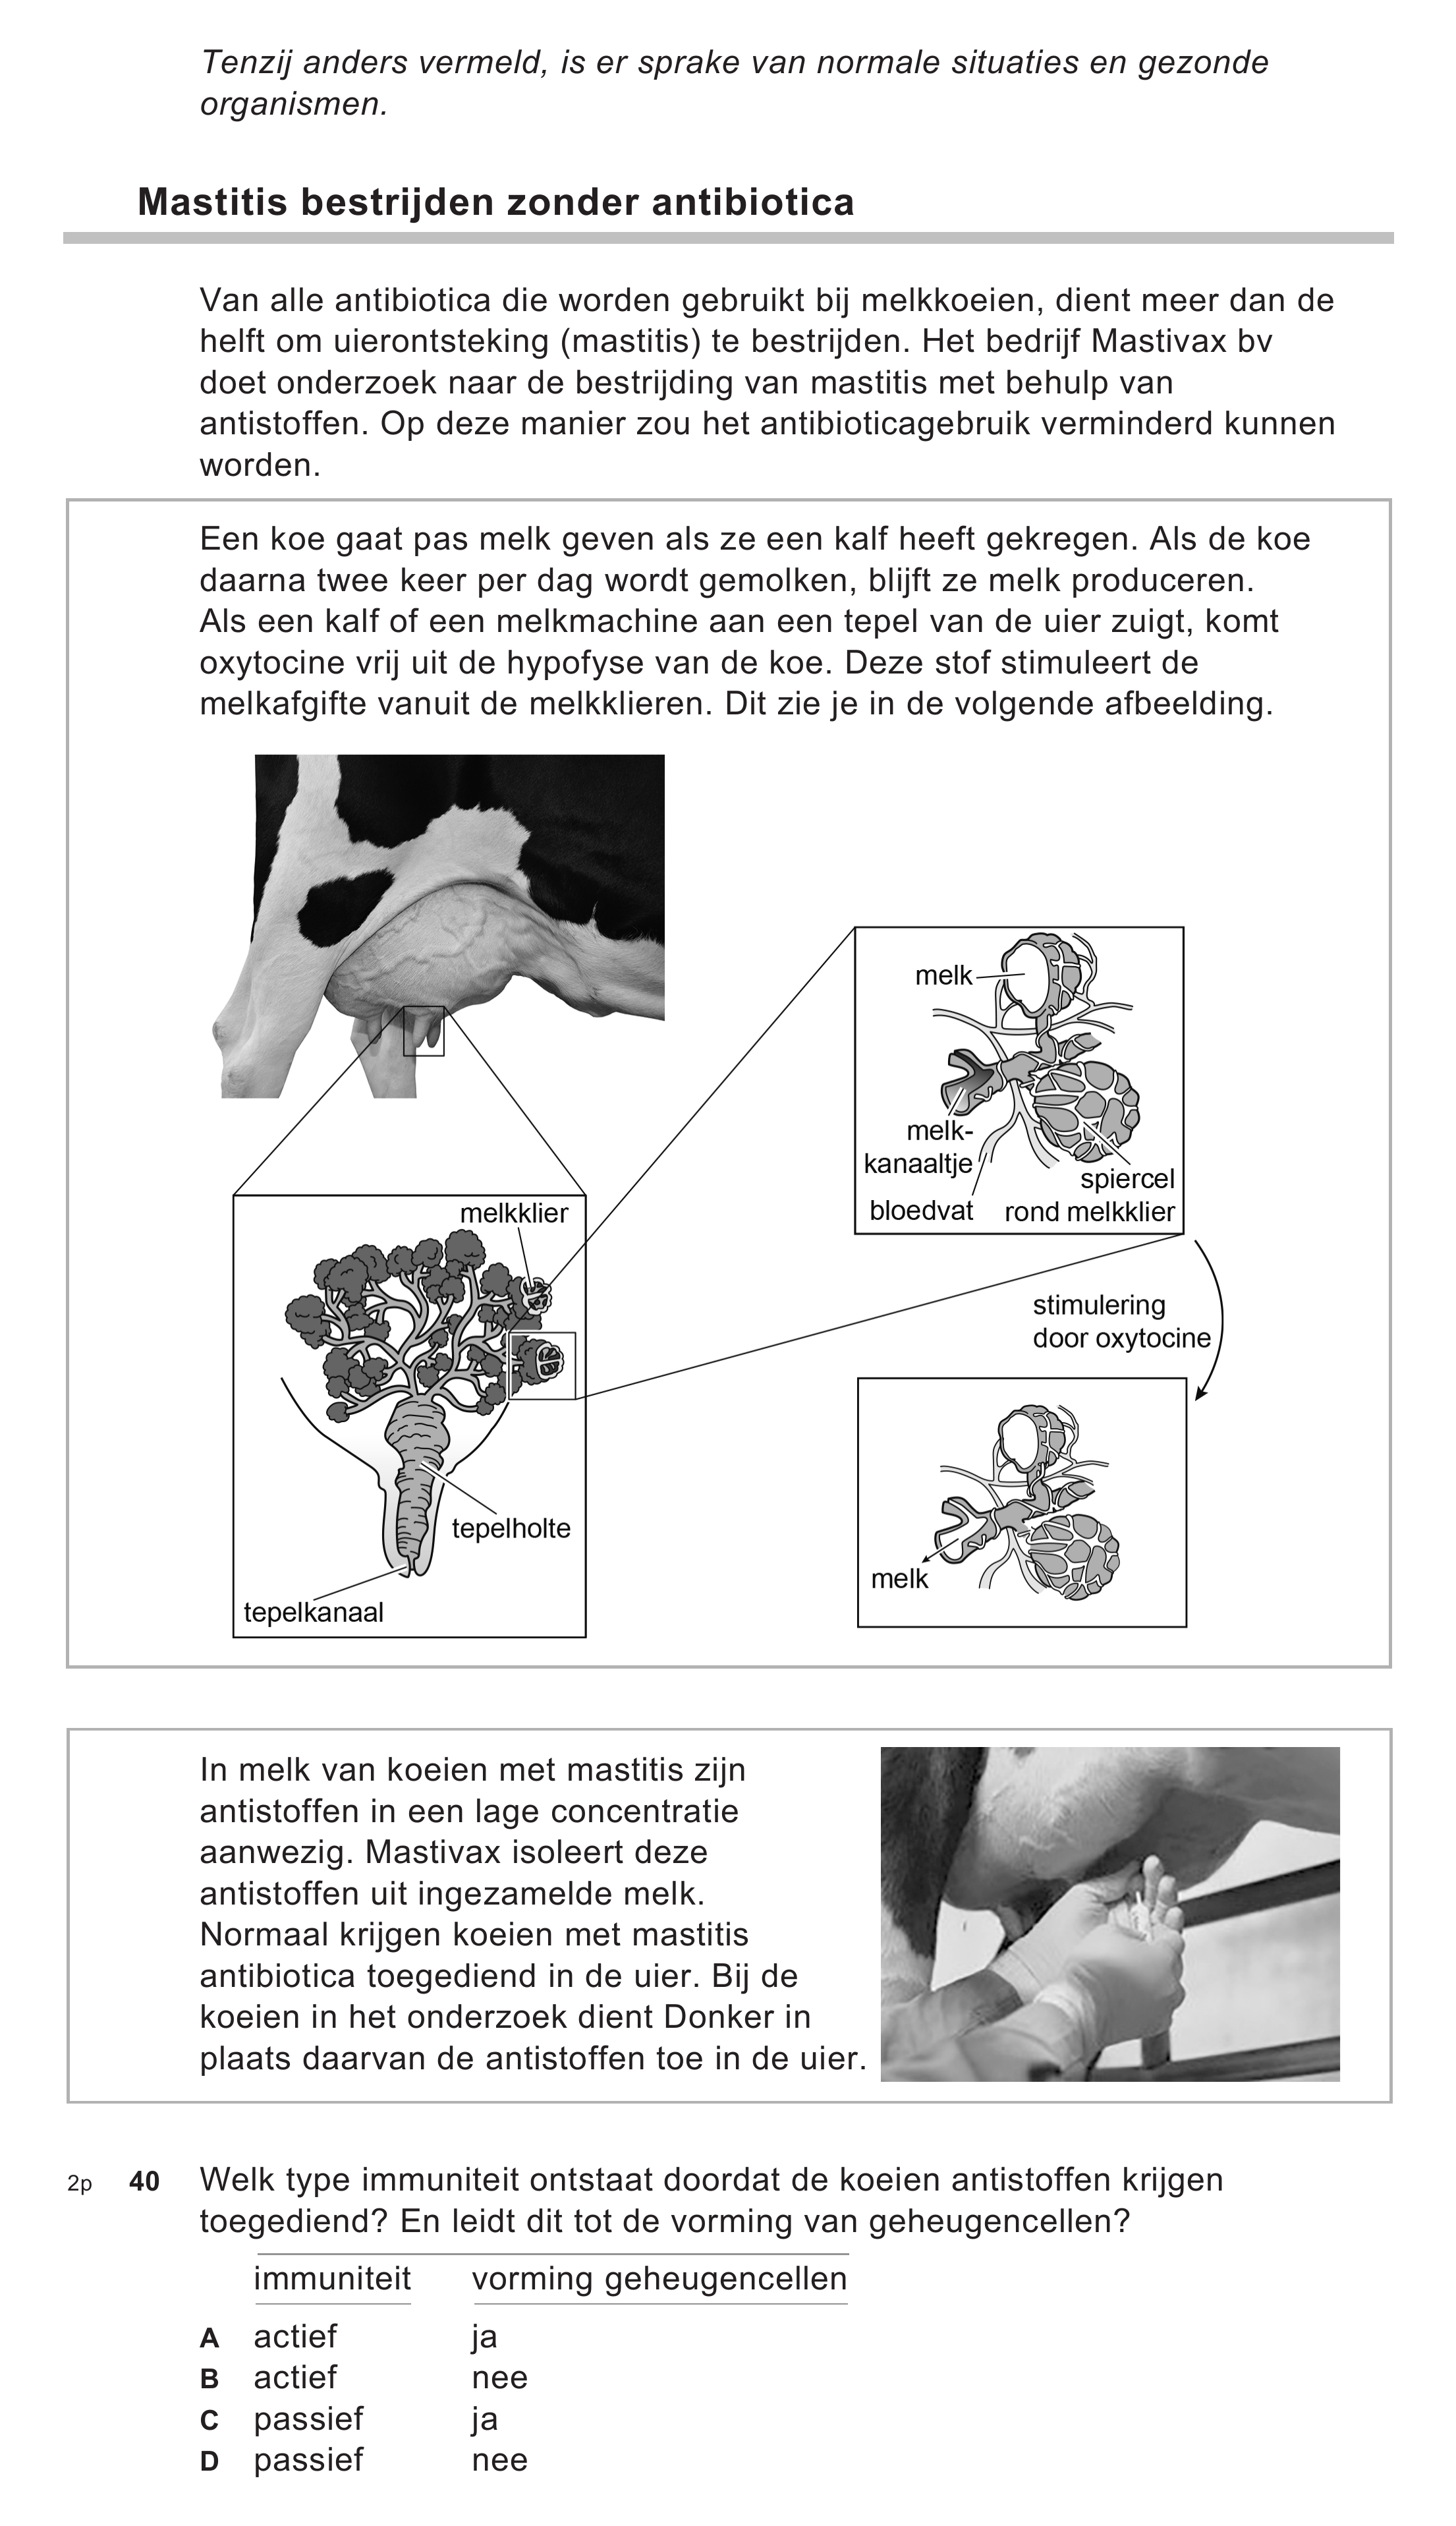 Tenzij anders vermeld, is er sprake van normale situaties en gezonde
organismen.
Mastitis bestrijden zonder antibiotica
Van alle antibiotica die worden gebruikt bij melkkoeien, dient meer dan de
helft om uierontsteking (mastitis) te bestrijden. Het bedrijf Mastivax bv
doet onderzoek naar de bestrijding van mastitis met behulp van
antistoffen. Op deze manier zou het antibioticagebruik verminderd kunnen
worden.
Een koe gaat pas melk geven als ze een kalf heeft gekregen. Als de koe
daarna twee keer per dag wordt gemolken, blijft ze melk produceren.
Als een kalf of een melkmachine aan een tepel van de uier zuigt, komt
oxytocine vrij uit de hypofyse van de koe. Deze stof stimuleert de
melkafgifte vanuit de melkklieren. Dit zie je in de volgende afbeelding.
melk
melk-
kanaaltje
bloedvat
spiercel
rond melkklier
melkklier
tepelholte
tepelkanaal
stimulering
door oxytocine
melk
In melk van koeien met mastitis zijn
antistoffen in een lage concentratie
aanwezig. Mastivax isoleert deze
antistoffen uit ingezamelde melk.
Normaal krijgen koeien met mastitis
antibiotica toegediend in de uier. Bij de
koeien in het onderzoek dient Donker in
plaats daarvan de antistoffen toe in de uier.
2p 40 Welk type immuniteit ontstaat doordat de koeien antistoffen krijgen
toegediend? En leidt dit tot de vorming van geheugencellen?
immuniteit vorming geheugencellen
A actief ja
B actief nee
C passief ja
D passief nee